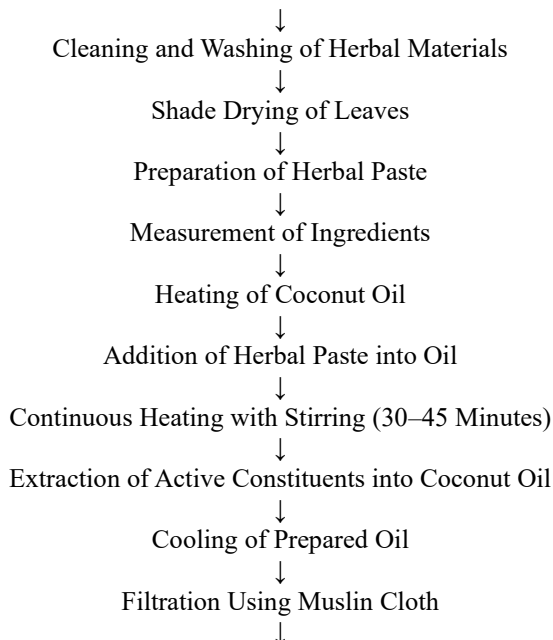 ↓
Cleaning and Washing of Herbal Materials
↓
Shade Drying of Leaves
↓
Preparation of Herbal Paste
↓
Measurement of Ingredients
↓
Heating of Coconut Oil
↓
Addition of Herbal Paste into Oil
↓
Continuous Heating with Stirring (30–45 Minutes)
↓
Extraction of Active Constituents into Coconut Oil
↓
Cooling of Prepared Oil
↓
Filtration Using Muslin Cloth
↓